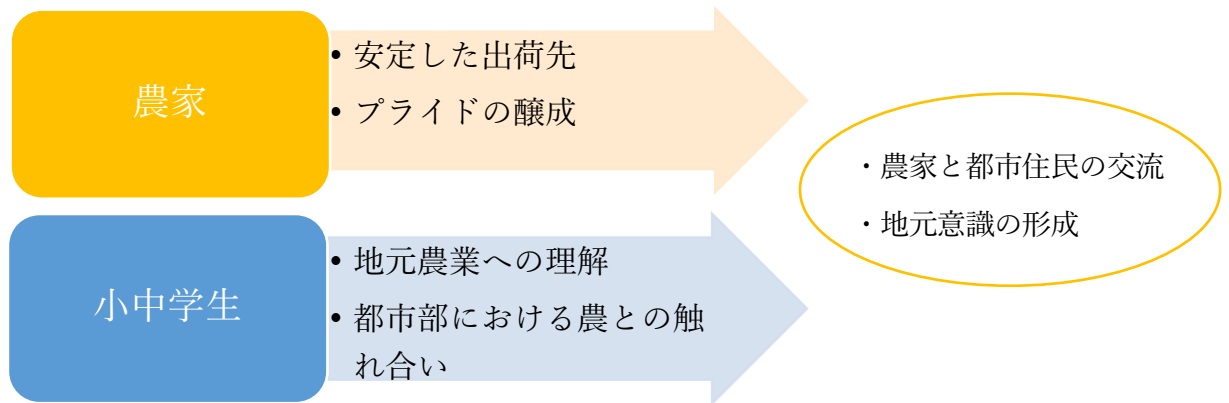 農家
• 安定した出荷先
• プライドの醸成
小中学生
• 地元農業への理解
• 都市部における農との触
れ合い
・農家と都市住民の交流
・地元意識の形成